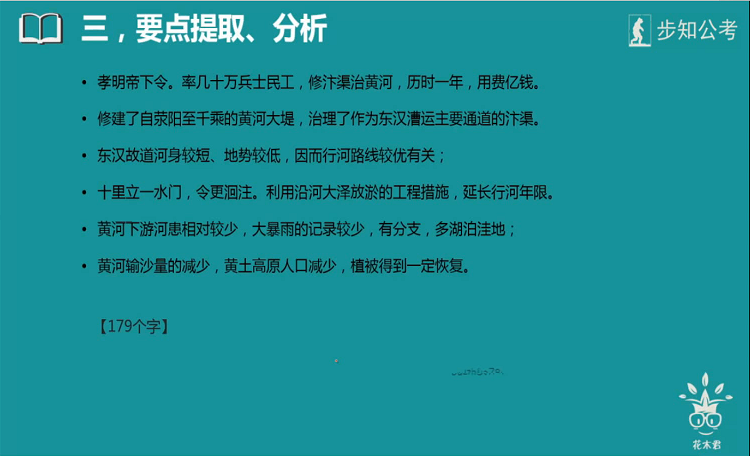 三，要点提取、分析
步知公考
• 孝明帝下令。率几十万兵士民工，修汴渠治黄河，历时一年，用费亿钱。
• 修建了自荥阳至千乘的黄河大堤，治理了作为东汉漕运主要通道的汴渠。
• 东汉故道河身较短、地势较低，因而行河路线较优有关；
• 十里立一水门，令更洄注。利用沿河大泽放淤的工程措施，延长行河年限。
• 黄河下游河患相对较少，大暴雨的记录较少，有分支，多湖泊洼地；
• 黄河输沙量的减少，黄土高原人口减少，植被得到一定恢复。
【179个字】
花木君